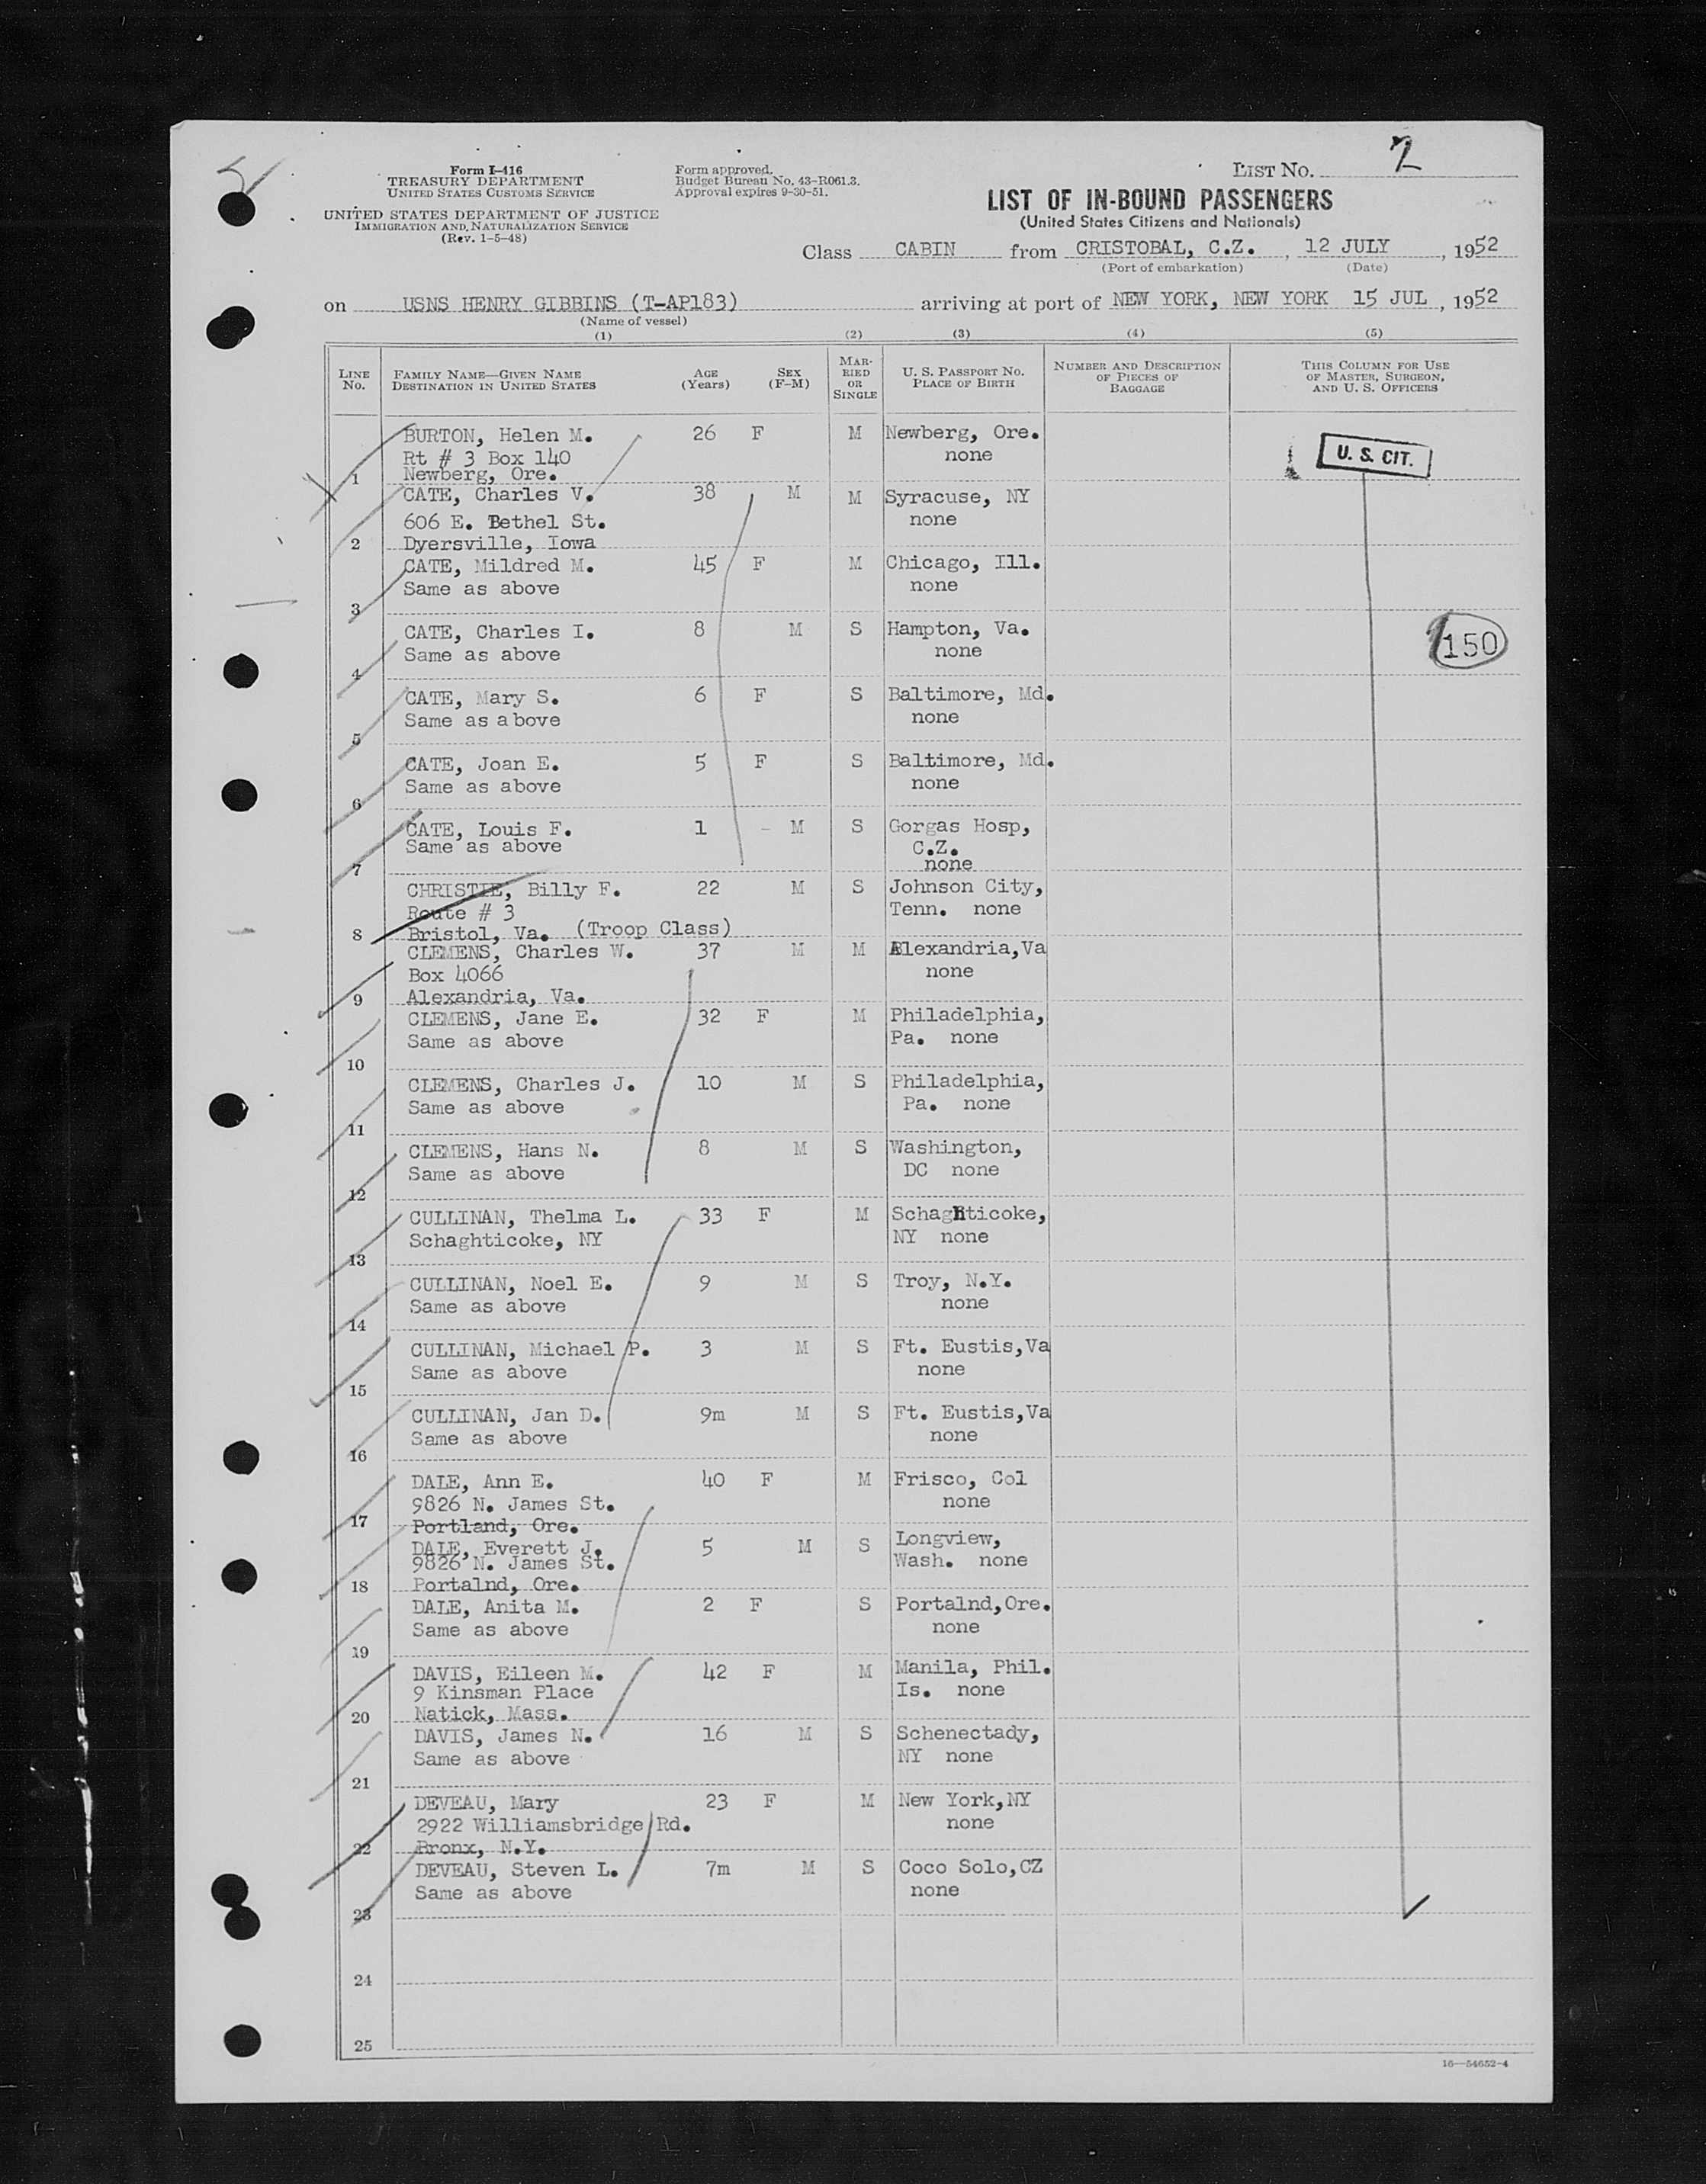 Form I-416
TREASURY DEPARTMENT
UNITED STATES CUSTOMS SERVICE
UNITED STATES DEPARTMENT OF JUSTICE
IMMIGRATION AND NATURALIZATION SERVICE
(Rev. 1-5-48)
Form approved.
Budget Bureau No. 43-R061.3.
Approval expires 9-30-51.
LIST NO. 2
LIST OF IN-BOUND PASSENGERS
(United States Citizens and Nationals)
Class CABIN from CRISTOBAL, C.Z. , 12 JULY , 1952
(Port of embarkation) (Date)
on USNS HENRY GIBBINS (T-AP183) arriving at port of NEW YORK, NEW YORK 15 JUL , 1952
(Name of vessel)
(1) (2) (3) (4) (5)
LINE No. FAMILY NAME—GIVEN NAME DESTINATION IN UNITED STATES AGE (Years) SEX (F-M) MARRIED OR SINGLE U. S. PASSPORT NO. PLACE OF BIRTH NUMBER AND DESCRIPTION OF PIECES OF BAGGAGE THIS COLUMN FOR USE OF MASTER, SURGEON, AND U. S. OFFICERS
BURTON, Helen M. 26 F M Newberg, Ore.
Rt # 3 Box 140 none U. S. CIT.
1 Newberg, Ore.
CATE, Charles V. 38 M M Syracuse, NY
606 E. Bethel St. none
2 Dyersville, Iowa
CATE, Mildred M. 45 F M Chicago, Ill.
Same as above none
3
CATE, Charles I. 8 M S Hampton, Va.
Same as above none 150
4
CATE, Mary S. 6 F S Baltimore, Md.
Same as above none
5
CATE, Joan E. 5 F S Baltimore, Md.
Same as above none
6
CATE, Louis F. 1 - M S Gorgas Hosp,
Same as above C.Z.
7 none
CHRISTIE, Billy F. 22 M S Johnson City,
Route # 3 Tenn. none
8 Bristol, Va. (Troop Class)
CLEMENS, Charles W. 37 M M Alexandria,Va
Box 4066 none
9 Alexandria, Va.
CLEMENS, Jane E. 32 F M Philadelphia,
Same as above Pa. none
10
CLEMENS, Charles J. 10 M S Philadelphia,
Same as above Pa. none
11
CLEMENS, Hans N. 8 M S Washington,
Same as above DC none
12
CULLINAN, Thelma L. 33 F M Schaghticoke,
Schaghticoke, NY NY none
13
CULLINAN, Noel E. 9 M S Troy, N.Y.
Same as above none
14
CULLINAN, Michael P. 3 M S Ft. Eustis,Va
Same as above none
15
CULLINAN, Jan D. 9m M S Ft. Eustis,Va
Same as above none
16
DALE, Ann E. 40 F M Frisco, Col
9826 N. James St. none
17 Portland, Ore.
DALE, Everett J. 5 M S Longview,
9826 N. James St. Wash. none
18 Portalnd, Ore.
DALE, Anita M. 2 F S Portalnd,Ore.
Same as above none
19
DAVIS, Eileen M. 42 F M Manila, Phil.
9 Kinsman Place Is. none
20 Natick, Mass.
DAVIS, James N. 16 M S Schenectady,
Same as above NY none
21
DEVEAU, Mary 23 F M New York,NY
2922 Williamsbridge Rd. none
22 Bronx, N.Y.
DEVEAU, Steven L. 7m M S Coco Solo,CZ
Same as above none
23
24
25
16—54652-4